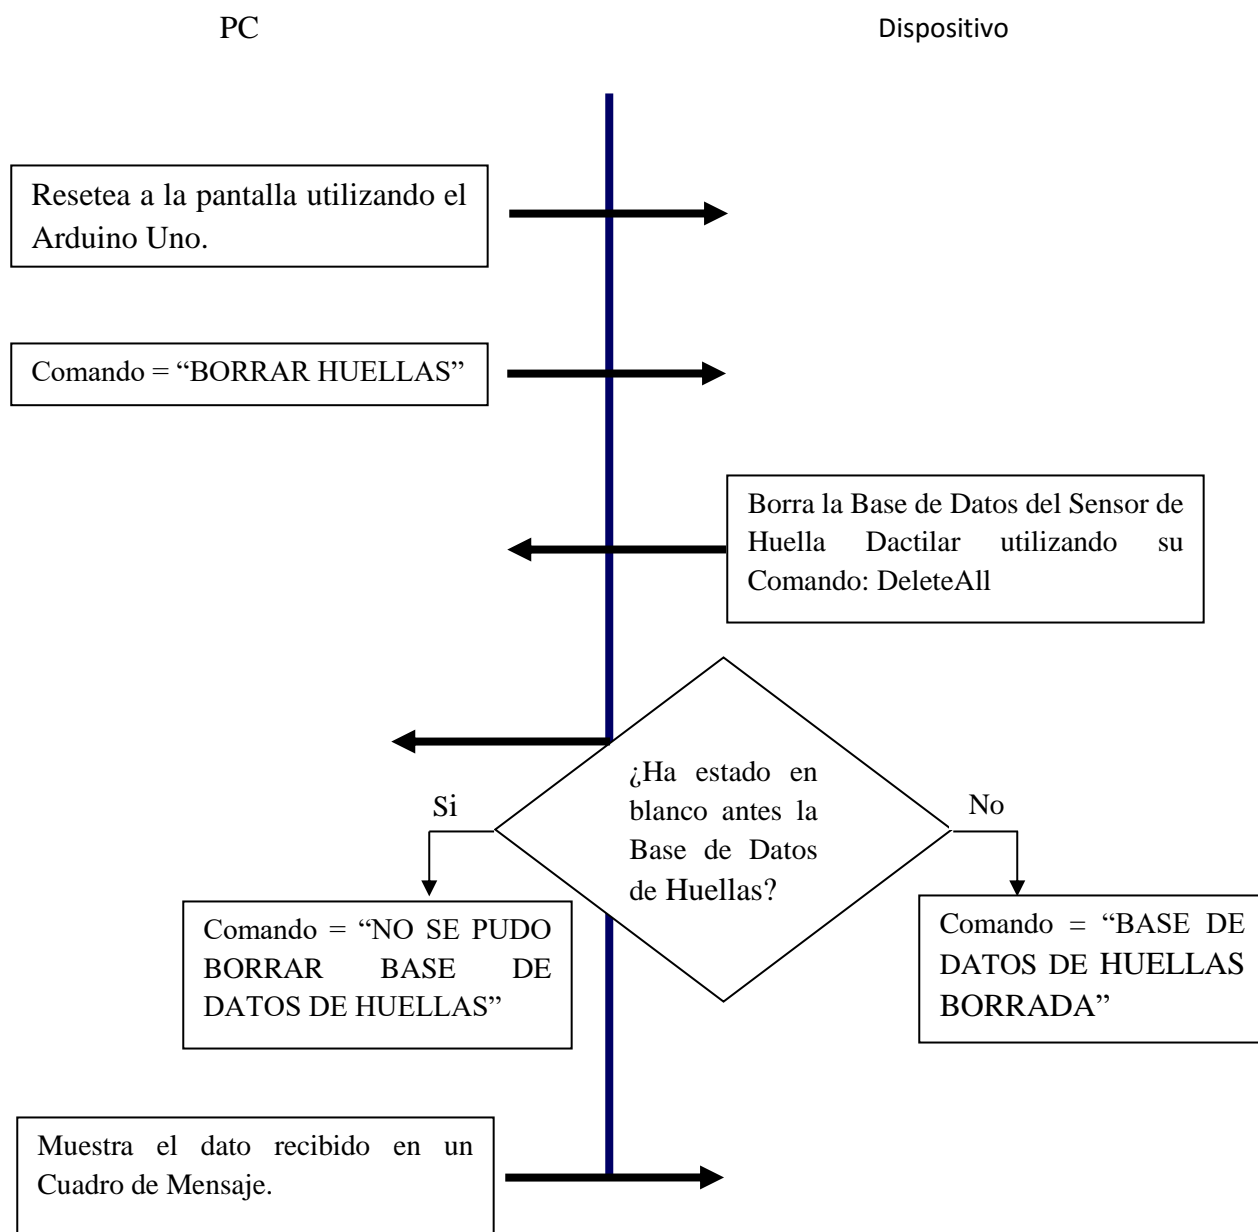 PC
Dispositivo
Resetea a la pantalla utilizando el
Arduino Uno.
Comando = “BORRAR HUELLAS”
Borra la Base de Datos del Sensor de
Huella Dactilar utilizando su
Comando: DeleteAll
¿Ha estado en
blanco antes la
Base de Datos
de Huellas?
Si
No
Comando = “NO SE PUDO
BORRAR BASE DE
DATOS DE HUELLAS”
Comando = “BASE DE
DATOS DE HUELLAS
BORRADA”
Muestra el dato recibido en un
Cuadro de Mensaje.